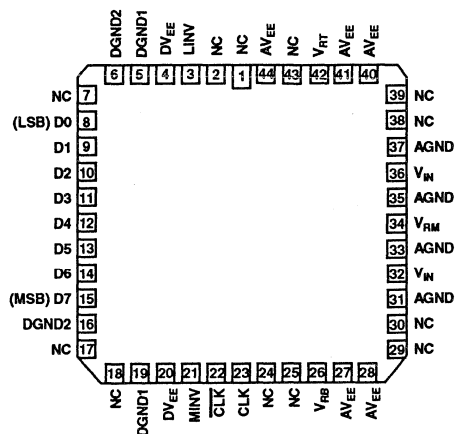 DGND2 DGND1 DVEE LINV NC NC AVEE NC VRT AVEE AVEE
6 5 4 3 2 1 44 43 42 41 40
NC 7 39 NC
(LSB) D0 8 38 NC
D1 9 37 AGND
D2 10 36 VIN
D3 11 35 AGND
D4 12 34 VRM
D5 13 33 AGND
D6 14 32 VIN
(MSB) D7 15 31 AGND
DGND2 16 30 NC
NC 17 29 NC
18 19 20 21 22 23 24 25 26 27 28
NC DGND1 DVEE MINV CLK CLK NC NC VRB AVEE AVEE